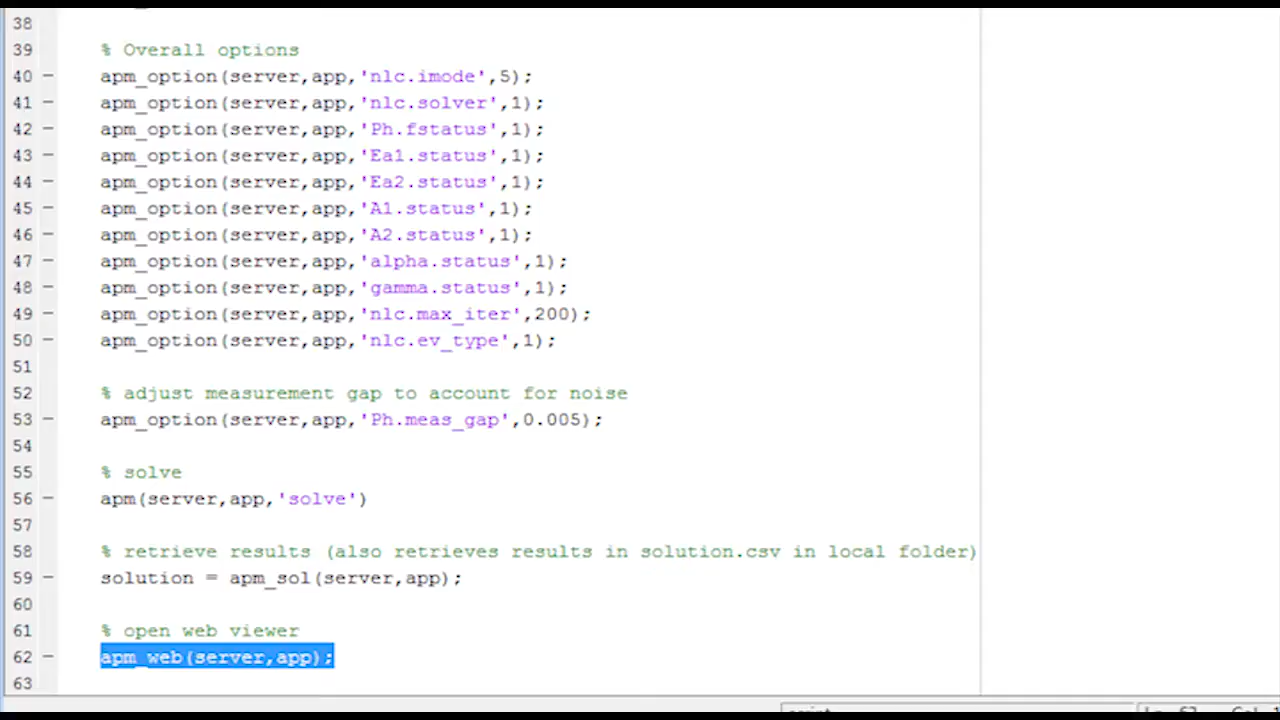 38
39 % Overall options
40 - apm_option(server,app,'nlc.imode',5);
41 - apm_option(server,app,'nlc.solver',1);
42 - apm_option(server,app,'Ph.fstatus',1);
43 - apm_option(server,app,'Ea1.status',1);
44 - apm_option(server,app,'Ea2.status',1);
45 - apm_option(server,app,'A1.status',1);
46 - apm_option(server,app,'A2.status',1);
47 - apm_option(server,app,'alpha.status',1);
48 - apm_option(server,app,'gamma.status',1);
49 - apm_option(server,app,'nlc.max_iter',200);
50 - apm_option(server,app,'nlc.ev_type',1);
51
52 % adjust measurement gap to account for noise
53 - apm_option(server,app,'Ph.meas_gap',0.005);
54
55 % solve
56 - apm(server,app,'solve')
57
58 % retrieve results (also retrieves results in solution.csv in local folder)
59 - solution = apm_sol(server,app);
60
61 % open web viewer
62 - apm_web(server,app);
63